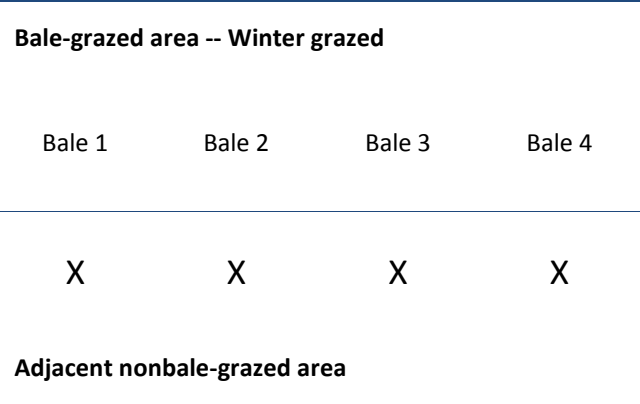 Bale-grazed area -- Winter grazed
Bale 1 Bale 2 Bale 3 Bale 4
X X X X
Adjacent nonbale-grazed area